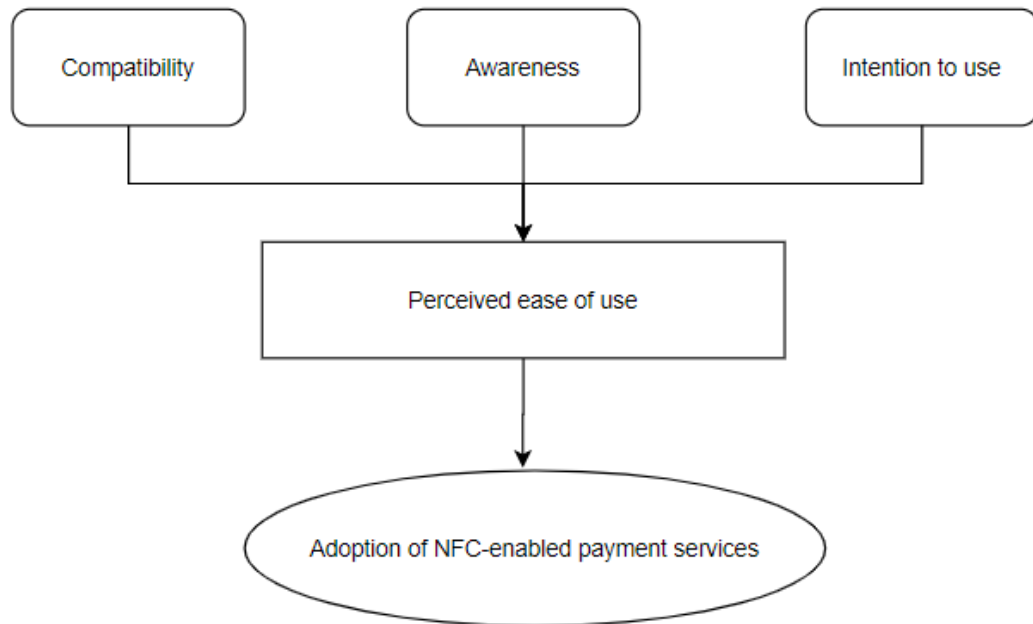 Compatibility
Awareness
Intention to use
Perceived ease of use
Adoption of NFC-enabled payment services